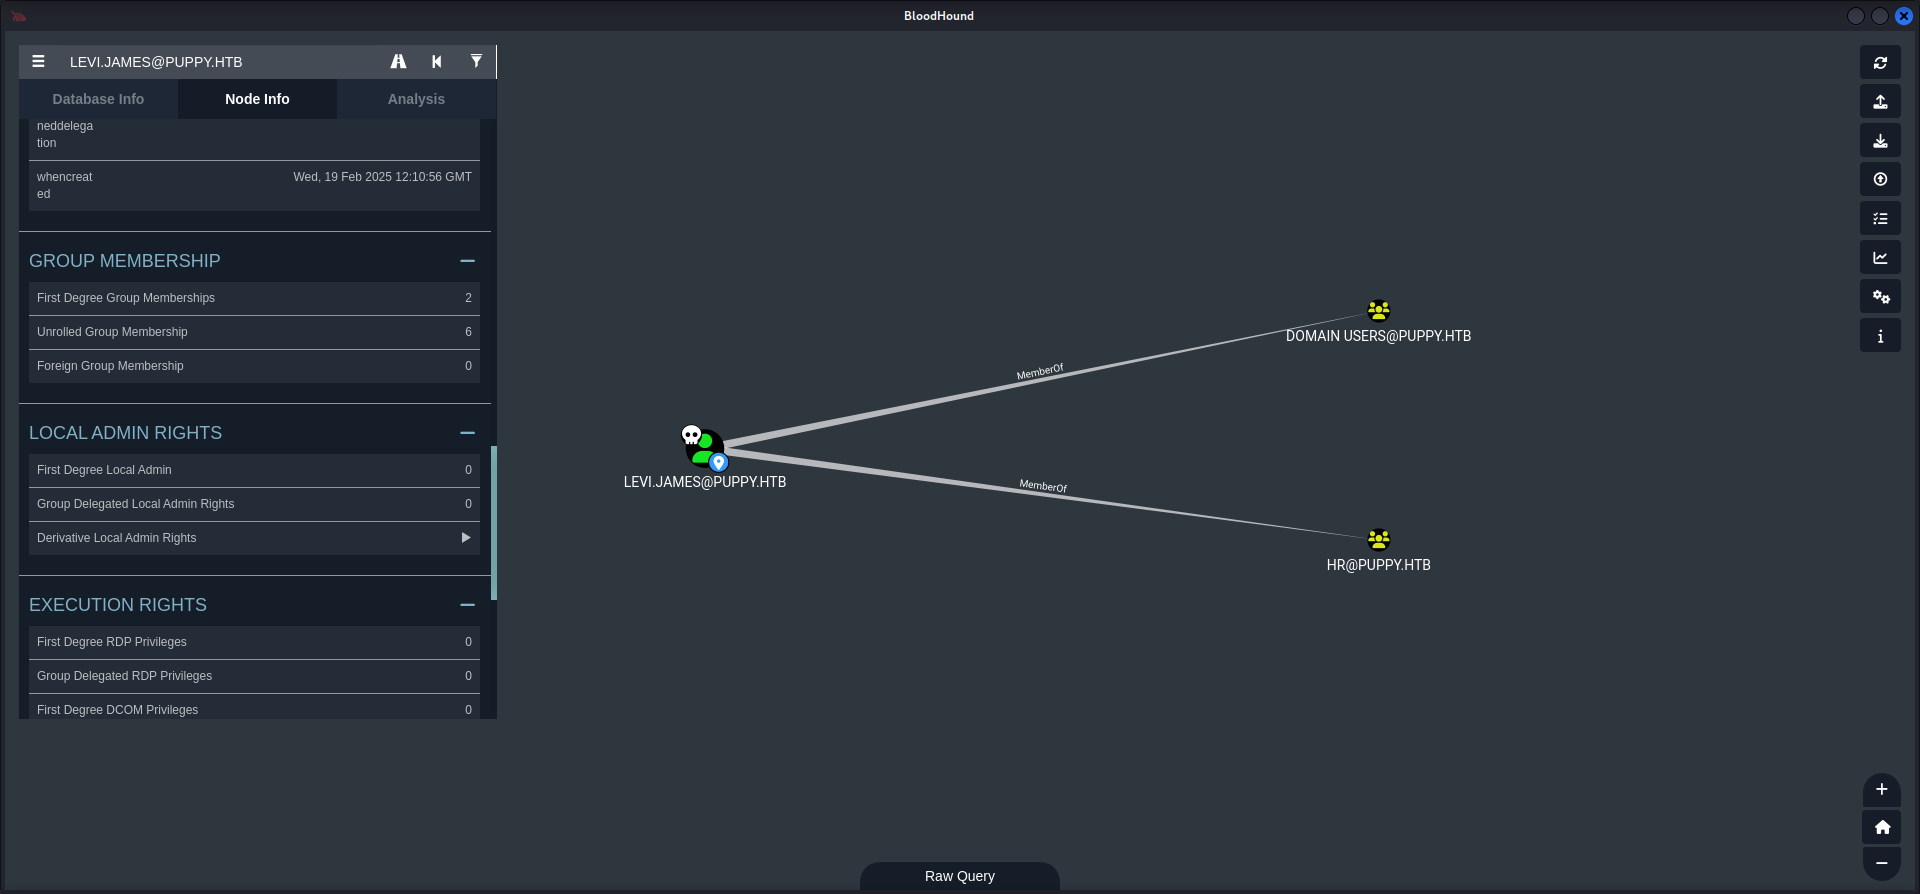 BloodHound
LEVI.JAMES@PUPPY.HTB
Database Info
Node Info
Analysis
neddelega
tion
whencreat
ed
Wed, 19 Feb 2025 12:10:56 GMT
GROUP MEMBERSHIP
First Degree Group Memberships 2
Unrolled Group Membership 6
Foreign Group Membership 0
LOCAL ADMIN RIGHTS
First Degree Local Admin 0
Group Delegated Local Admin Rights 0
Derivative Local Admin Rights
EXECUTION RIGHTS
First Degree RDP Privileges 0
Group Delegated RDP Privileges 0
First Degree DCOM Privileges 0
DOMAIN USERS@PUPPY.HTB
MemberOf
LEVI.JAMES@PUPPY.HTB
MemberOf
HR@PUPPY.HTB
Raw Query